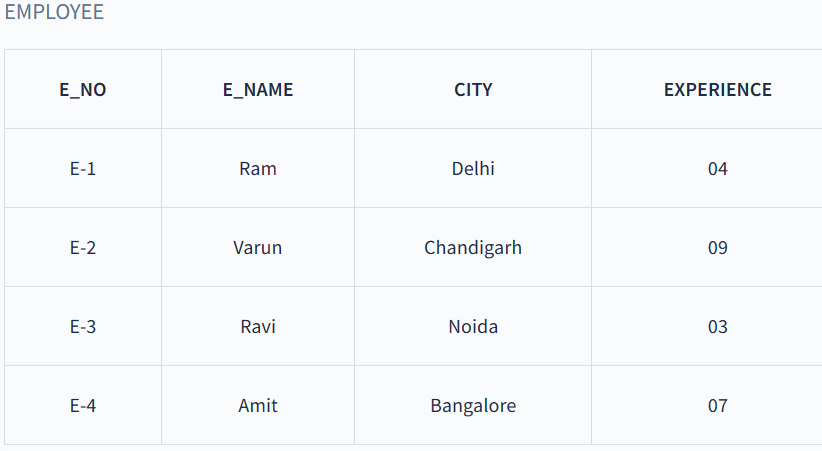 EMPLOYEE
E_NO E_NAME CITY EXPERIENCE
E-1 Ram Delhi 04
E-2 Varun Chandigarh 09
E-3 Ravi Noida 03
E-4 Amit Bangalore 07